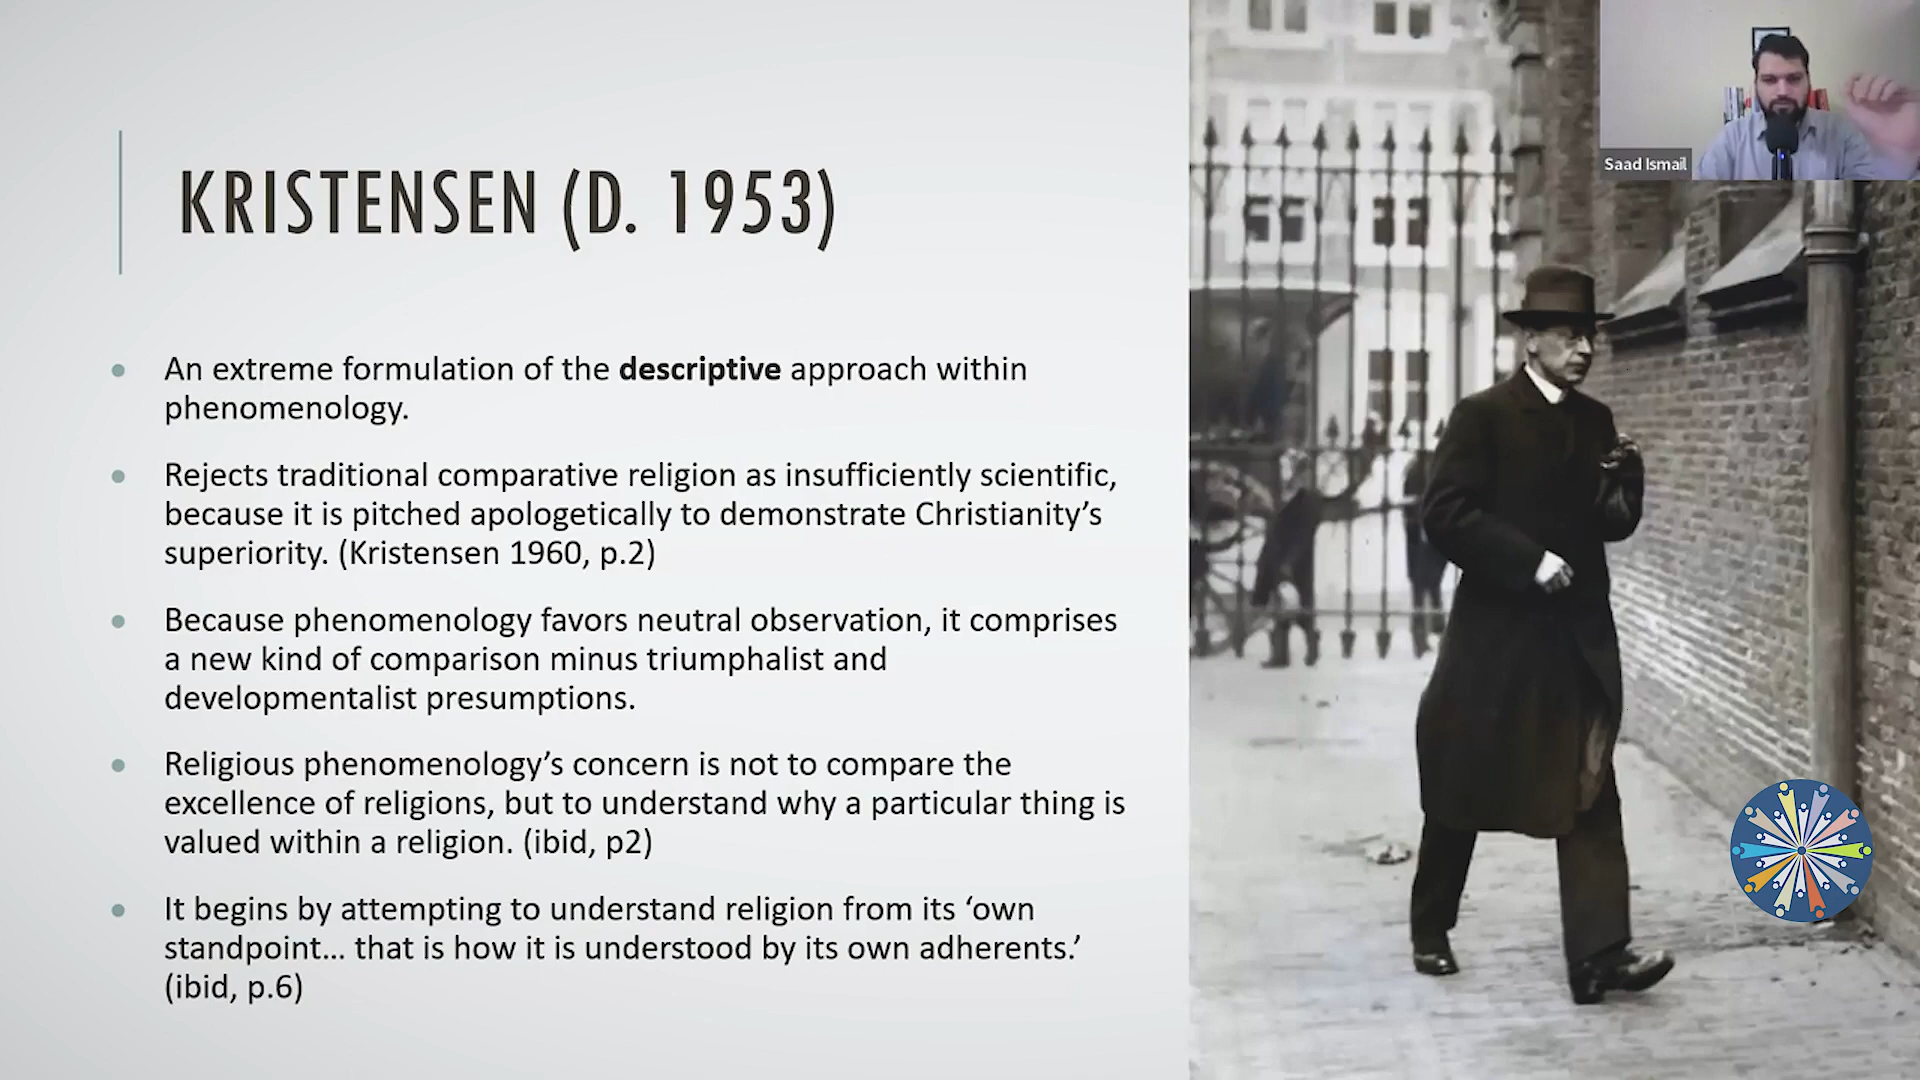 KRISTENSEN (D. 1953)
• An extreme formulation of the descriptive approach within
phenomenology.
• Rejects traditional comparative religion as insufficiently scientific,
because it is pitched apologetically to demonstrate Christianity’s
superiority. (Kristensen 1960, p.2)
• Because phenomenology favors neutral observation, it comprises
a new kind of comparison minus triumphalist and
developmentalist presumptions.
• Religious phenomenology’s concern is not to compare the
excellence of religions, but to understand why a particular thing is
valued within a religion. (ibid, p2)
• It begins by attempting to understand religion from its ‘own
standpoint... that is how it is understood by its own adherents.’
(ibid, p.6)
Saad Ismail